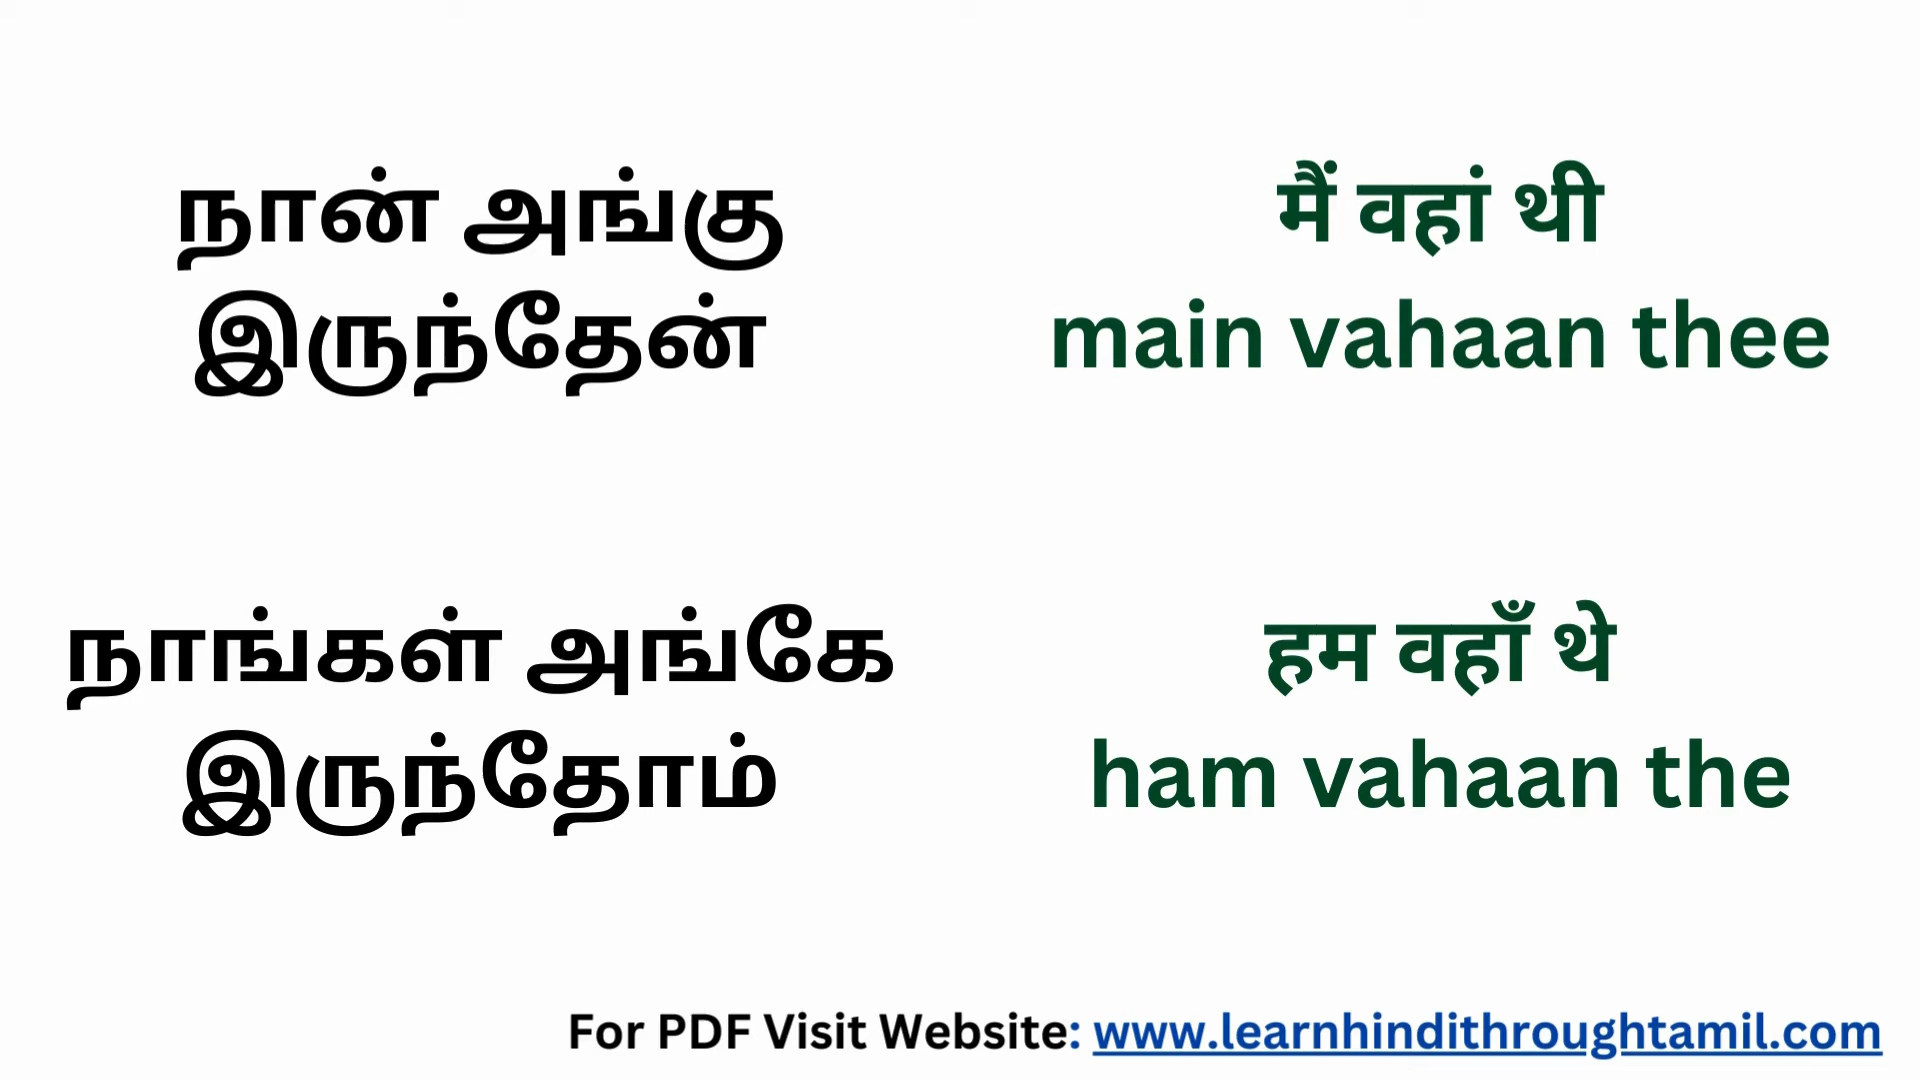 நான் அங்கு
இருந்தேன்
मैं वहां थी
main vahaan thee
நாங்கள் அங்கே
இருந்தோம்
हम वहाँ थे
ham vahaan the
For PDF Visit Website: www.learnhindithroughtamil.com